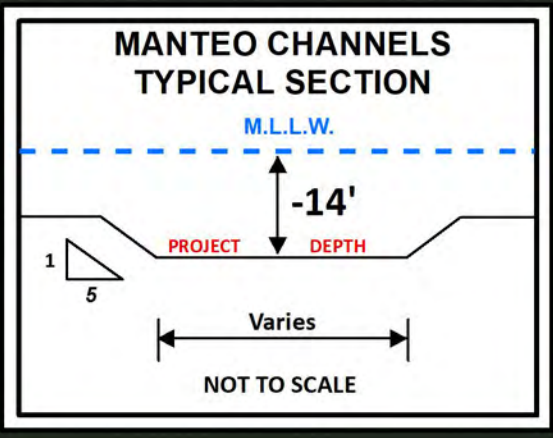 MANTEO CHANNELS
TYPICAL SECTION
M.L.L.W.
-14'
PROJECT DEPTH
1
5
Varies
NOT TO SCALE